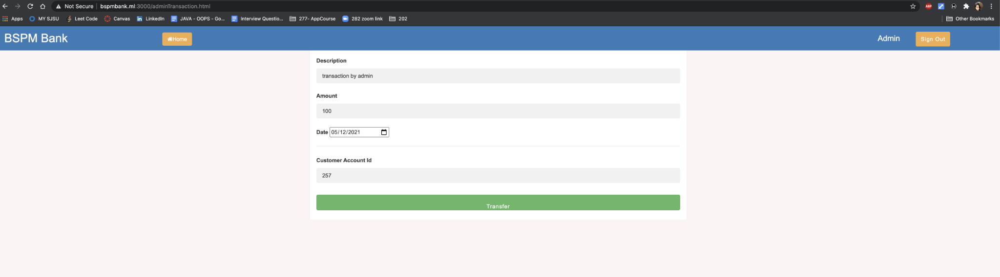 Not Secure bspmbank.ml:3000/adminTransaction.html ABP
Apps MY SJSU Leet Code Canvas LinkedIn JAVA - OOPS - Go... Interview Questio... 277- AppCourse 282 zoom link 202 Other Bookmarks
BSPM Bank Home Admin Sign Out
Description
transaction by admin
Amount
100
Date 05/12/2021
Customer Account Id
257
Transfer